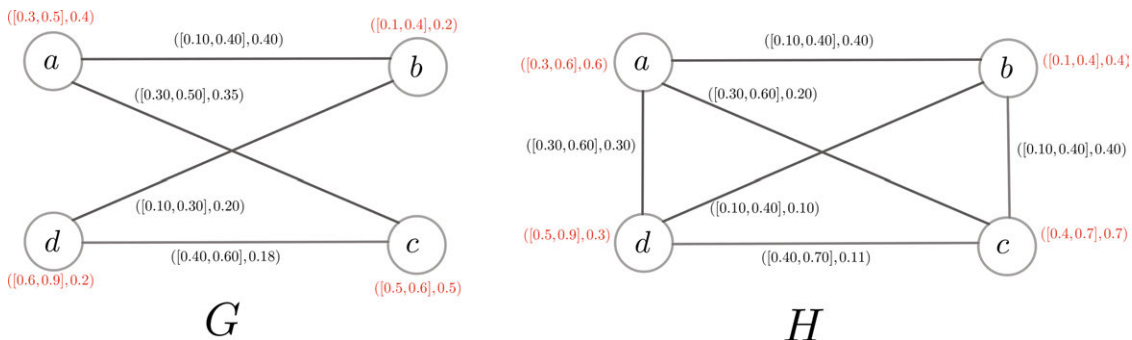 ([0.3, 0.5], 0.4)
([0.1, 0.4], 0.2)
([0.10, 0.40], 0.40)
a
b
([0.30, 0.50], 0.35)
([0.10, 0.30], 0.20)
d
c
([0.40, 0.60], 0.18)
([0.6, 0.9], 0.2)
([0.5, 0.6], 0.5)
G
([0.10, 0.40], 0.40)
([0.3, 0.6], 0.6)
a
b
([0.1, 0.4], 0.4)
([0.30, 0.60], 0.20)
([0.30, 0.60], 0.30)
([0.10, 0.40], 0.40)
([0.10, 0.40], 0.10)
([0.5, 0.9], 0.3)
d
c
([0.4, 0.7], 0.7)
([0.40, 0.70], 0.11)
H